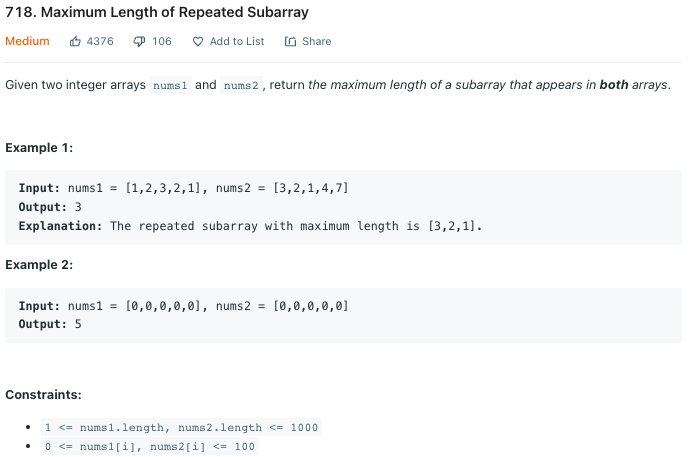 718. Maximum Length of Repeated Subarray
Medium 4376 106 Add to List Share
Given two integer arrays nums1 and nums2, return the maximum length of a subarray that appears in both arrays.
Example 1:
Input: nums1 = [1,2,3,2,1], nums2 = [3,2,1,4,7]
Output: 3
Explanation: The repeated subarray with maximum length is [3,2,1].
Example 2:
Input: nums1 = [0,0,0,0,0], nums2 = [0,0,0,0,0]
Output: 5
Constraints:
• 1 <= nums1.length, nums2.length <= 1000
• 0 <= nums1[i], nums2[i] <= 100